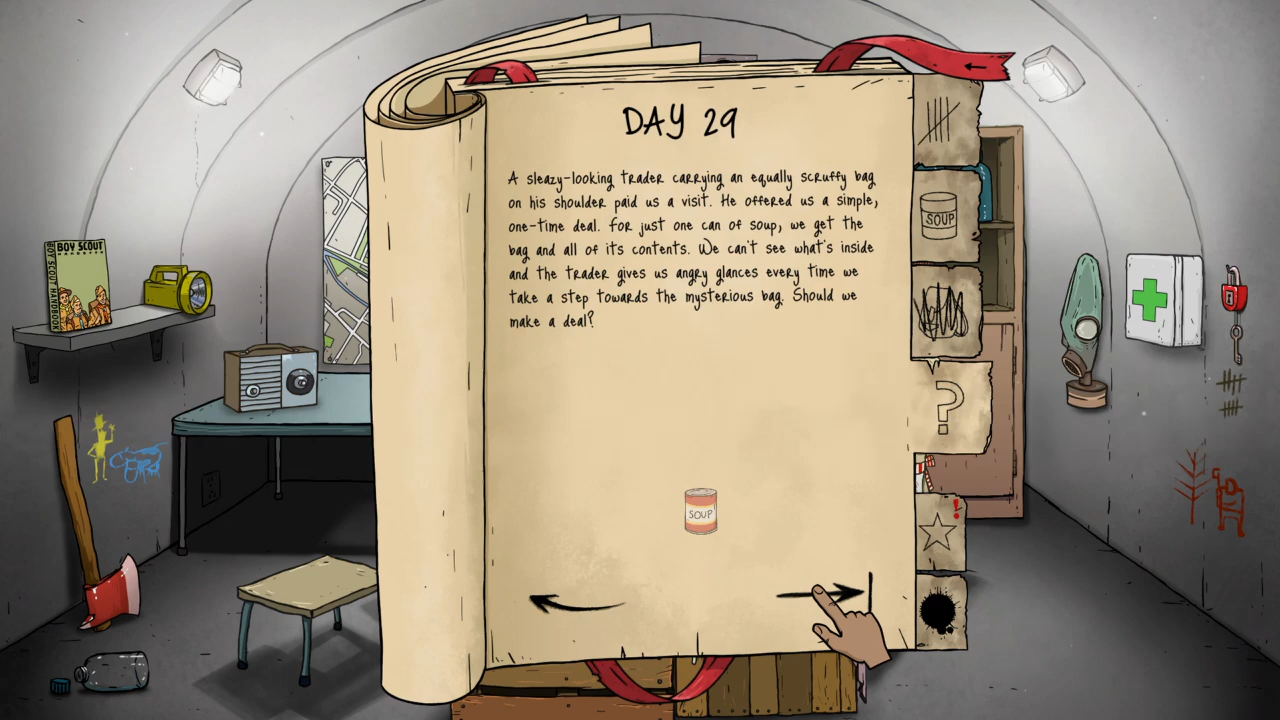 DAY 29
A sleazy-looking trader carrying an equally scruffy bag
on his shoulder paid us a visit. He offered us a simple,
one-time deal. For just one can of soup, we get the
bag and all of its contents. We can't see what's inside
and the trader gives us angry glances every time we
take a step towards the mysterious bag. Should we
make a deal?
SOUP
SOUP
?
!
BOY SCOUT
HANDBOOK
BOY SCOUT HANDBOOK